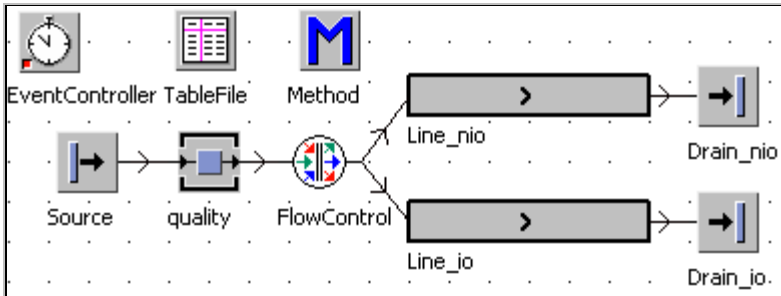 EventController TableFile Method
Line_nio
Drain_nio
Source quality FlowControl
Line_io
Drain_io